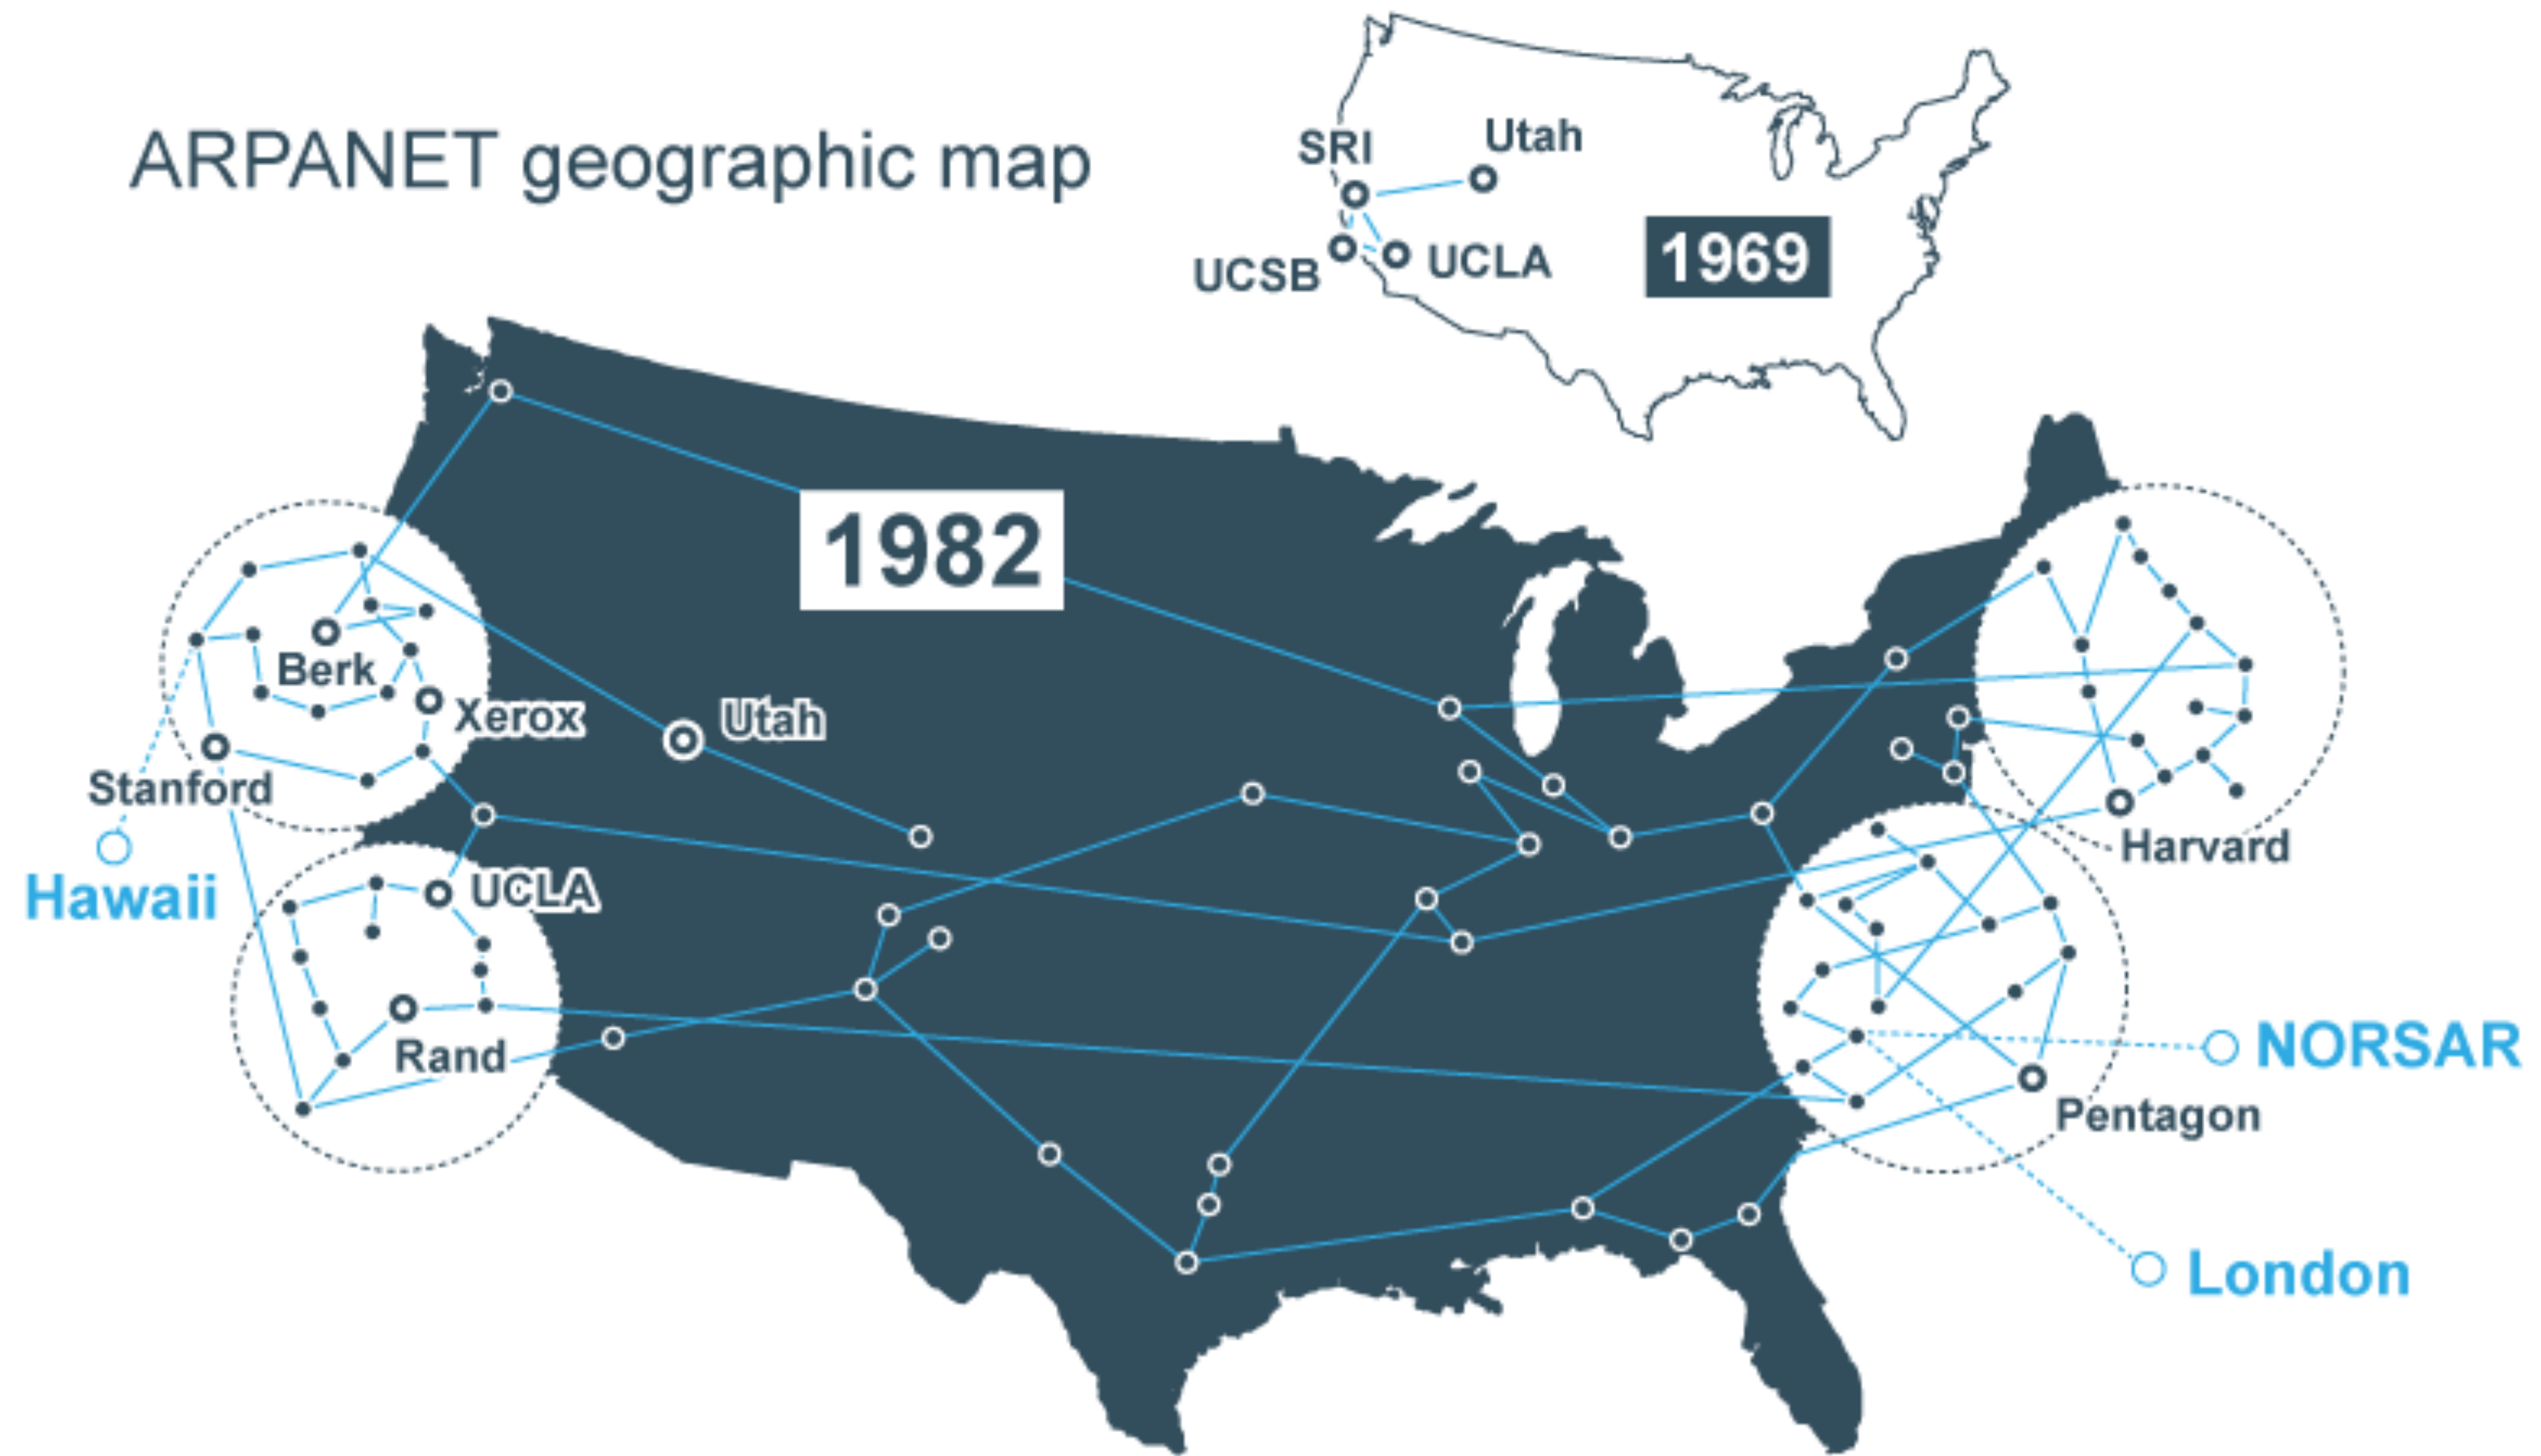 ARPANET geographic map
SRI
Utah
UCSB
UCLA
1969
1982
Berk
Xerox
Utah
Stanford
Hawaii
UCLA
Rand
Harvard
NORSAR
Pentagon
London